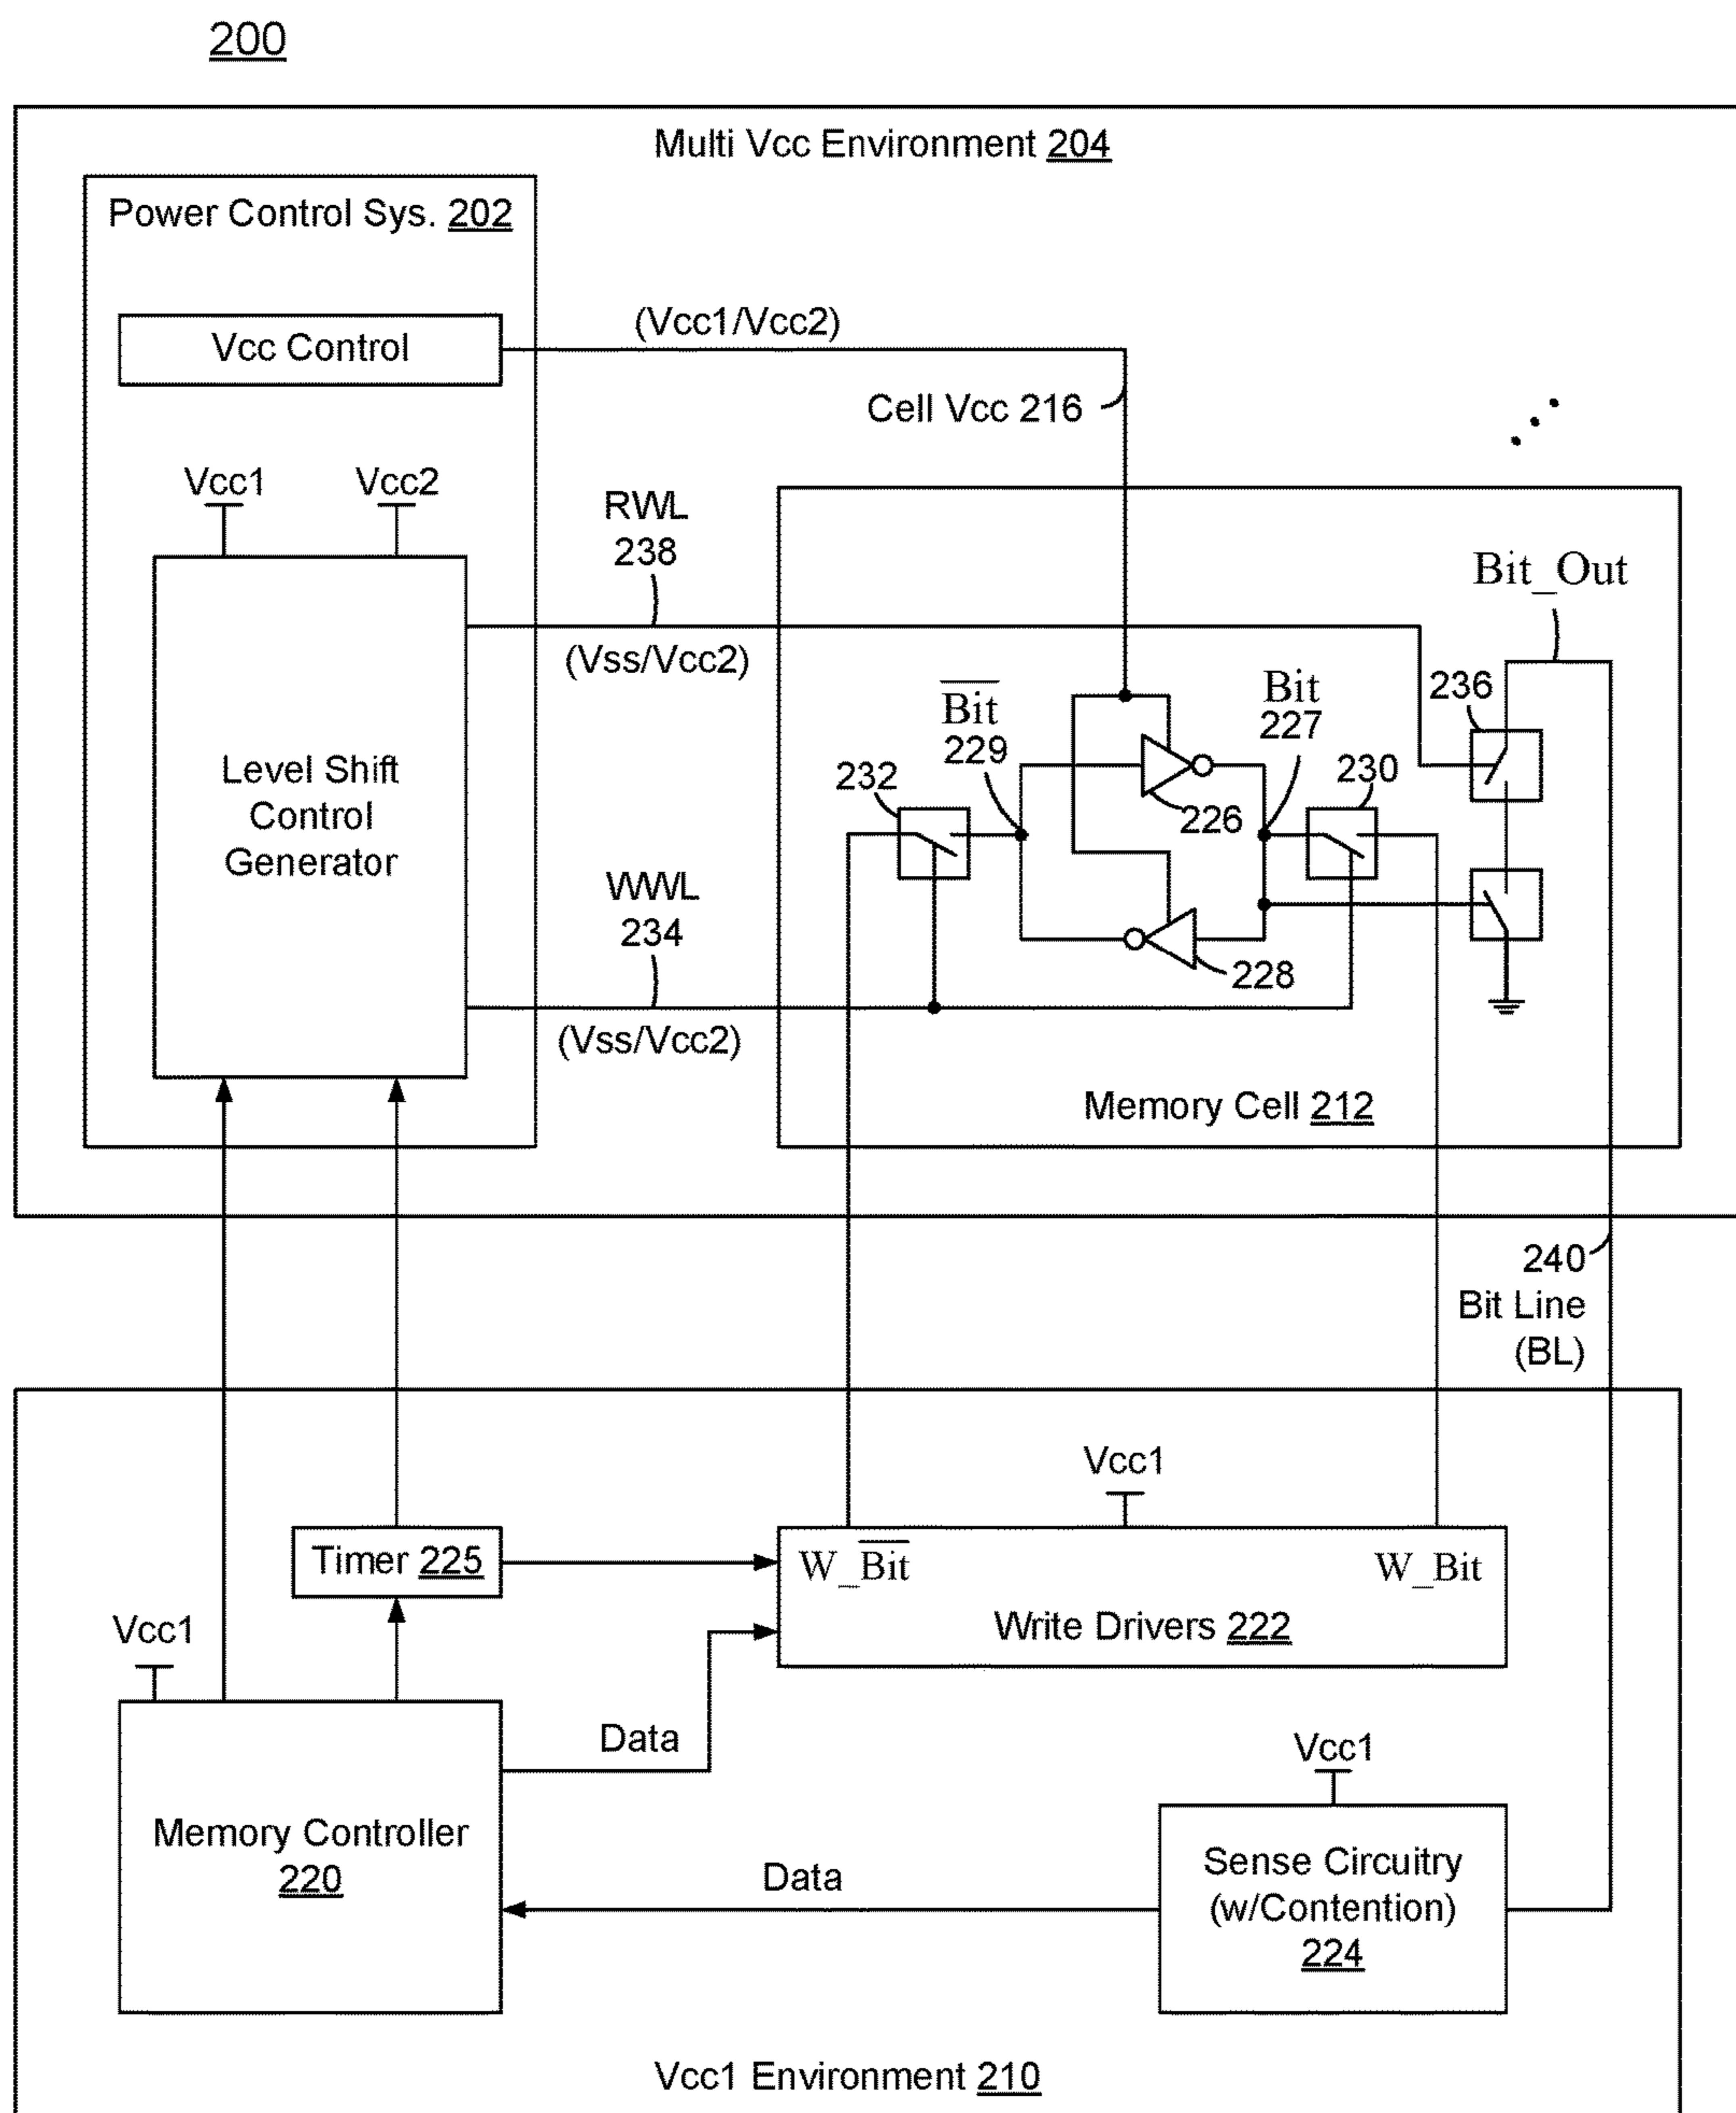 200
Multi Vcc Environment 204
Power Control Sys. 202
Vcc Control
(Vcc1/Vcc2)
Cell Vcc 216
Vcc1
Vcc2
RWL
238
(Vss/Vcc2)
Level Shift
Control
Generator
WWL
234
(Vss/Vcc2)
Bit_Out
236
B̅i̅t̅
229
Bit
227
232
226
230
228
Memory Cell 212
240
Bit Line
(BL)
Vcc1
Timer 225
W_B̅i̅t̅
W_Bit
Write Drivers 222
Vcc1
Data
Memory Controller
220
Data
Vcc1
Sense Circuitry
(w/Contention)
224
Vcc1 Environment 210